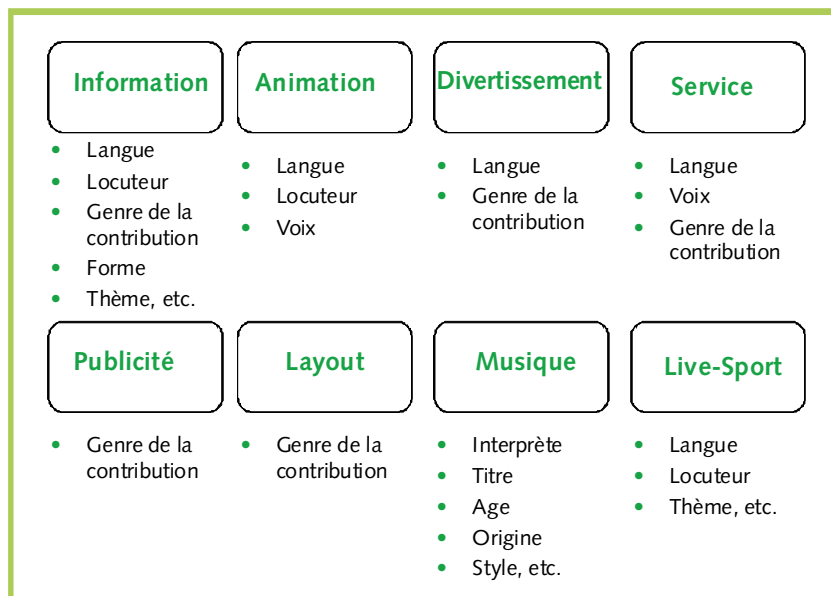 Information
Langue
Locuteur
Genre de la
contribution
Forme
Thème, etc.
Animation
Langue
Locuteur
Voix
Divertissement
Langue
Genre de la
contribution
Service
Langue
Voix
Genre de la
contribution
Publicité
Genre de la
contribution
Layout
Genre de la
contribution
Musique
Interprète
Titre
Age
Origine
Style, etc.
Live-Sport
Langue
Locuteur
Thème, etc.